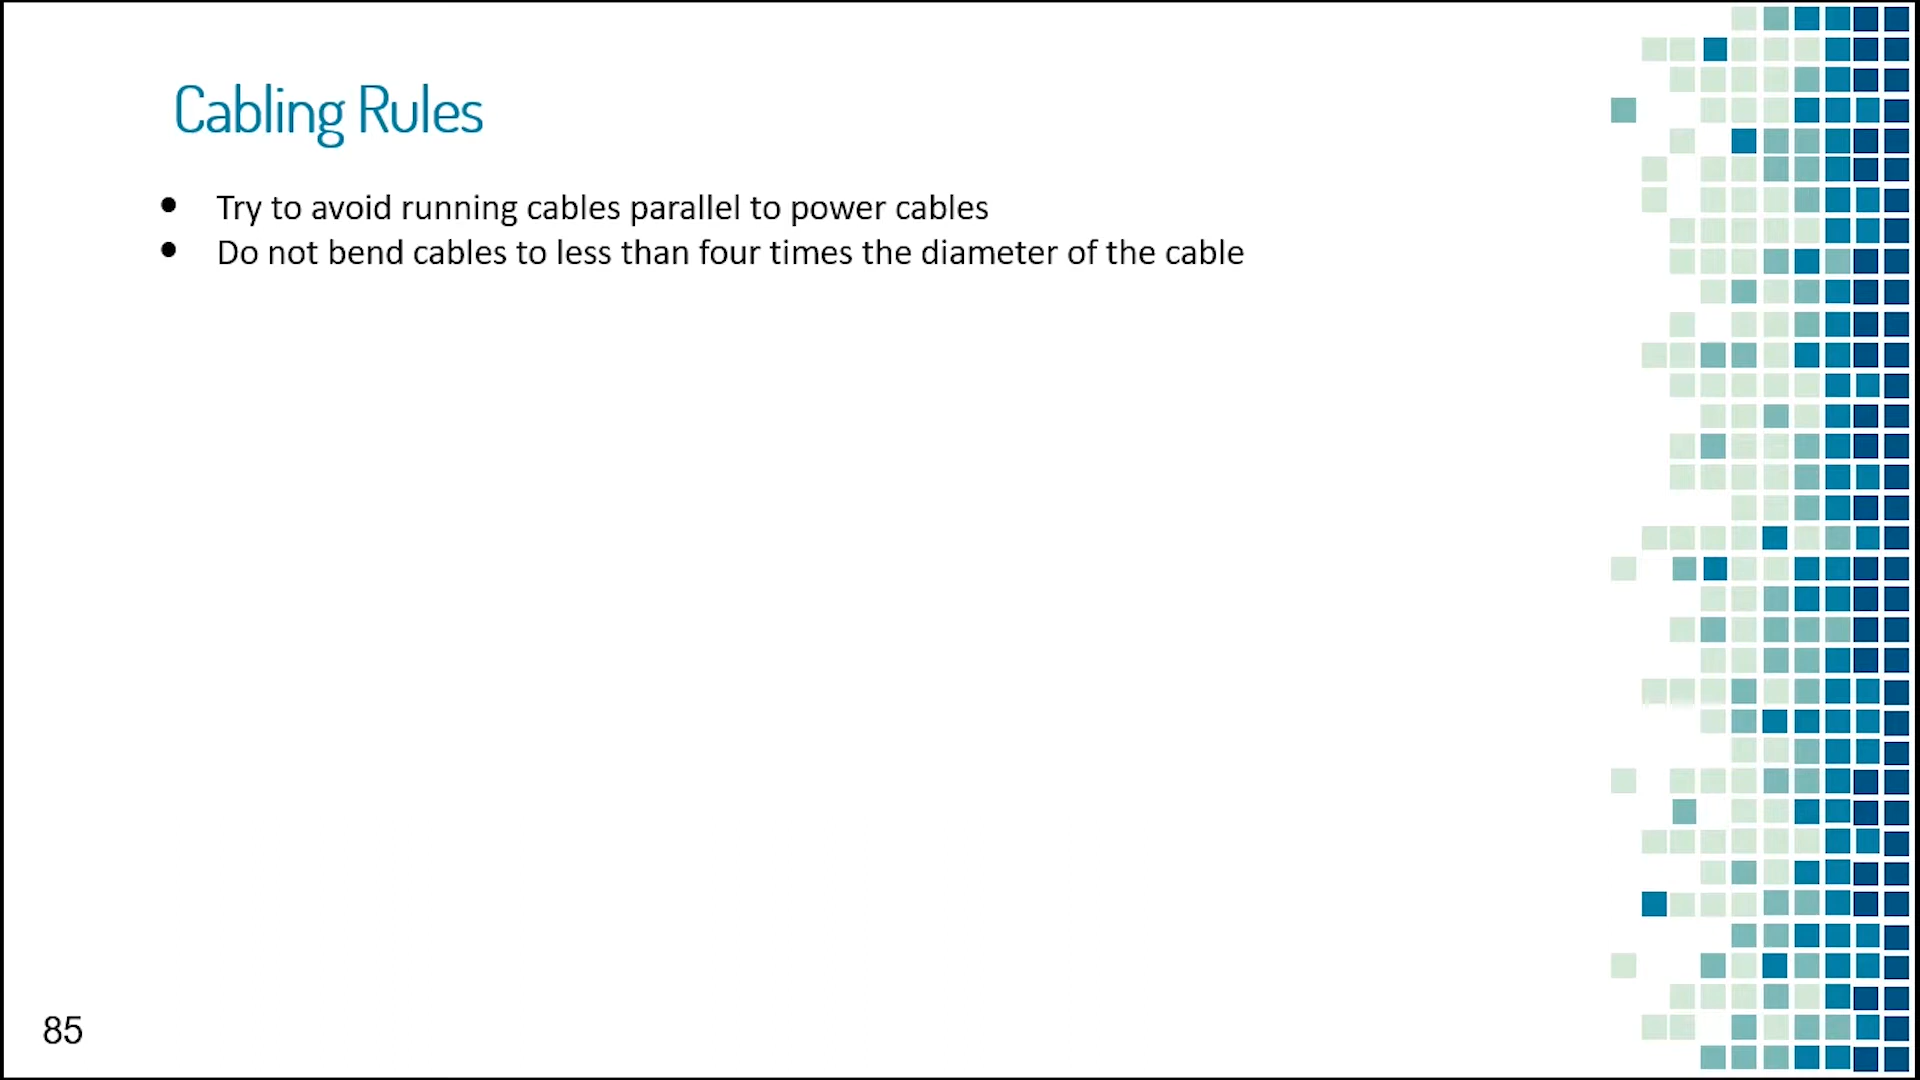 Cabling Rules
• Try to avoid running cables parallel to power cables
• Do not bend cables to less than four times the diameter of the cable
85